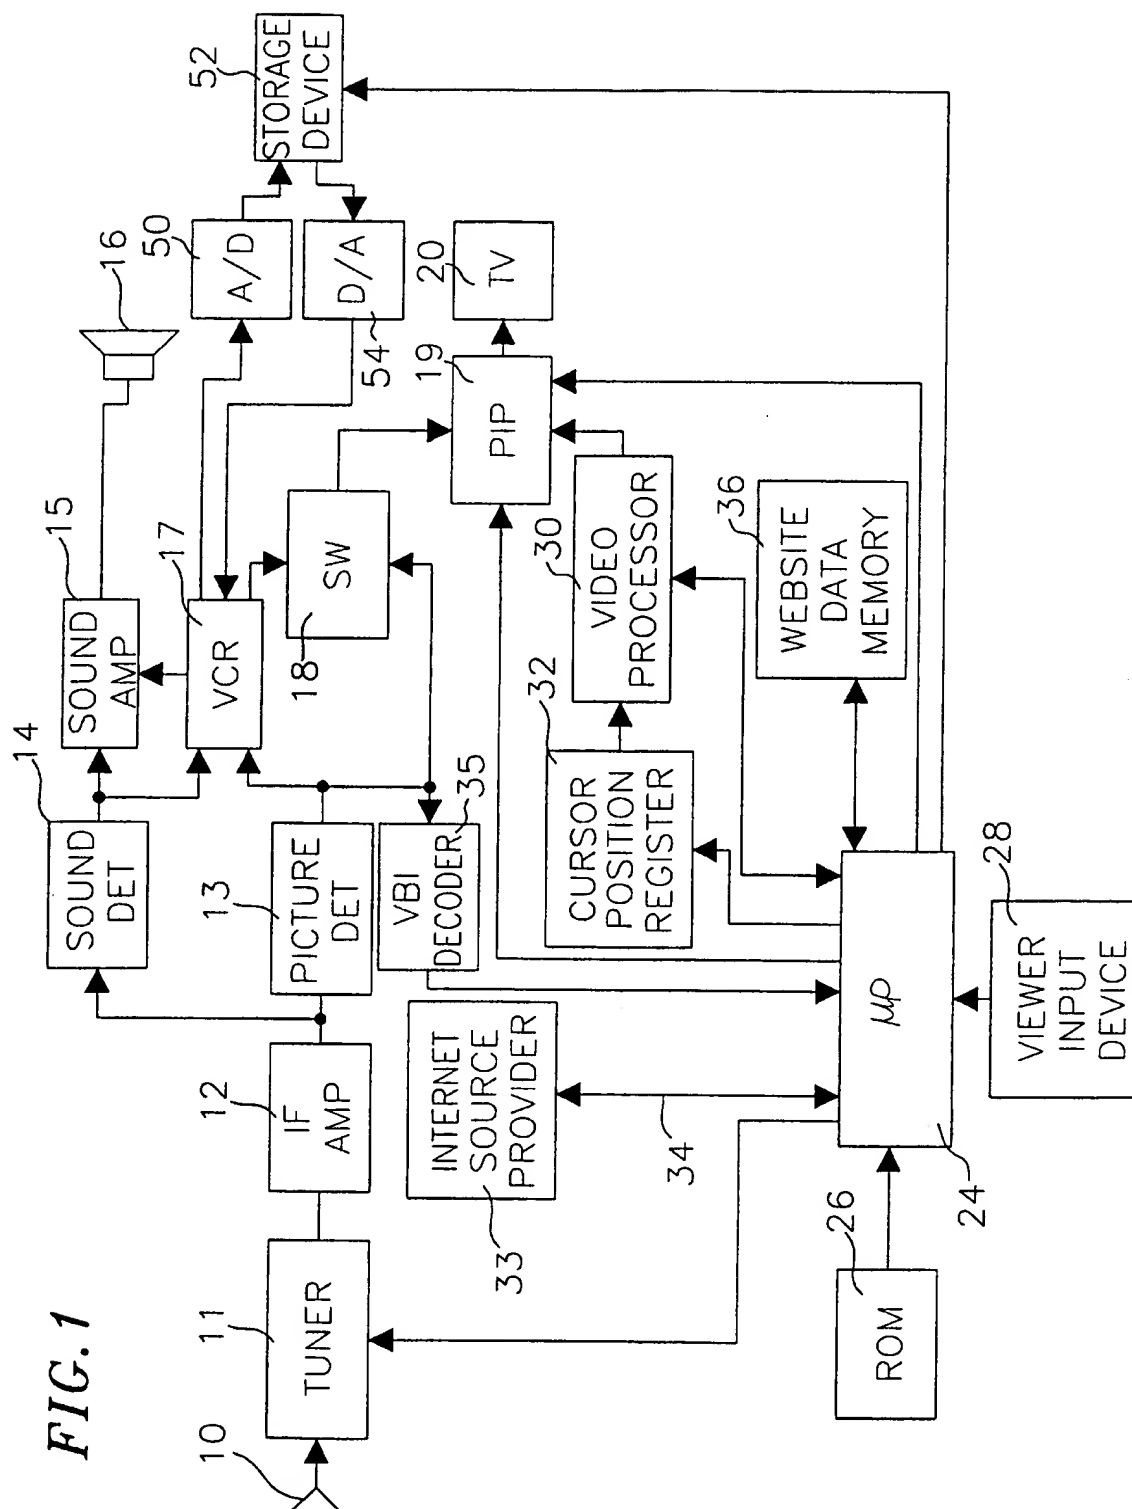 FIG. 1
10
11
TUNER
12
IF
AMP
13
PICTURE
DET
14
SOUND
DET
15
SOUND
AMP
16
17
VCR
18
SW
50
A/D
52
STORAGE
DEVICE
54
D/A
19
PIP
20
TV
35
VBI
DECODER
33
INTERNET
SOURCE
PROVIDER
34
32
CURSOR
POSITION
REGISTER
30
VIDEO
PROCESSOR
36
WEBSITE
DATA
MEMORY
26
ROM
24
μP
28
VIEWER
INPUT
DEVICE